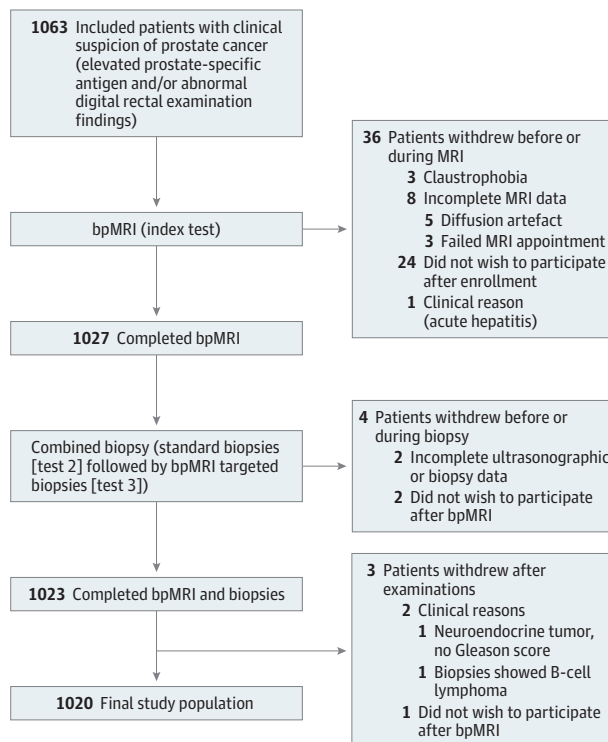 1063 Included patients with clinical
suspicion of prostate cancer
(elevated prostate-specific
antigen and/or abnormal
digital rectal examination
findings)
36 Patients withdrew before or
during MRI
3 Claustrophobia
8 Incomplete MRI data
5 Diffusion artefact
3 Failed MRI appointment
24 Did not wish to participate
after enrollment
1 Clinical reason
(acute hepatitis)
bpMRI (index test)
1027 Completed bpMRI
4 Patients withdrew before or
during biopsy
2 Incomplete ultrasonographic
or biopsy data
2 Did not wish to participate
after bpMRI
Combined biopsy (standard biopsies
[test 2] followed by bpMRI targeted
biopsies [test 3])
1023 Completed bpMRI and biopsies
3 Patients withdrew after
examinations
2 Clinical reasons
1 Neuroendocrine tumor,
no Gleason score
1 Biopsies showed B-cell
lymphoma
1 Did not wish to participate
after bpMRI
1020 Final study population